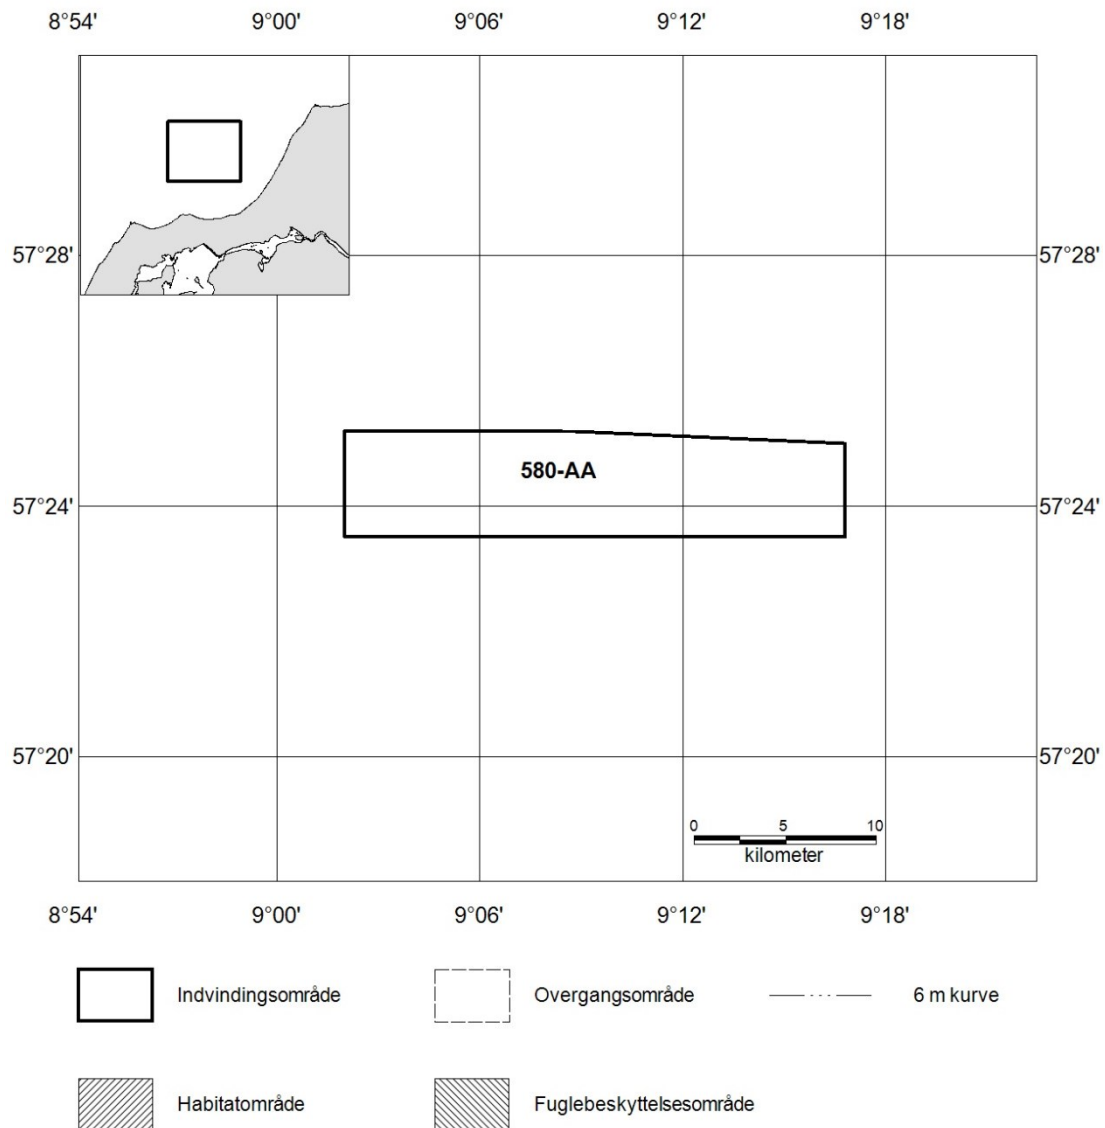 8°54' 9°00' 9°06' 9°12' 9°18'
57°28' 57°28'
580-AA
57°24' 57°24'
57°20' 57°20'
0 5 10
kilometer
8°54' 9°00' 9°06' 9°12' 9°18'
Indvindingsområde Overgangsområde 6 m kurve
Habitatområde Fuglebeskyttelsesområde